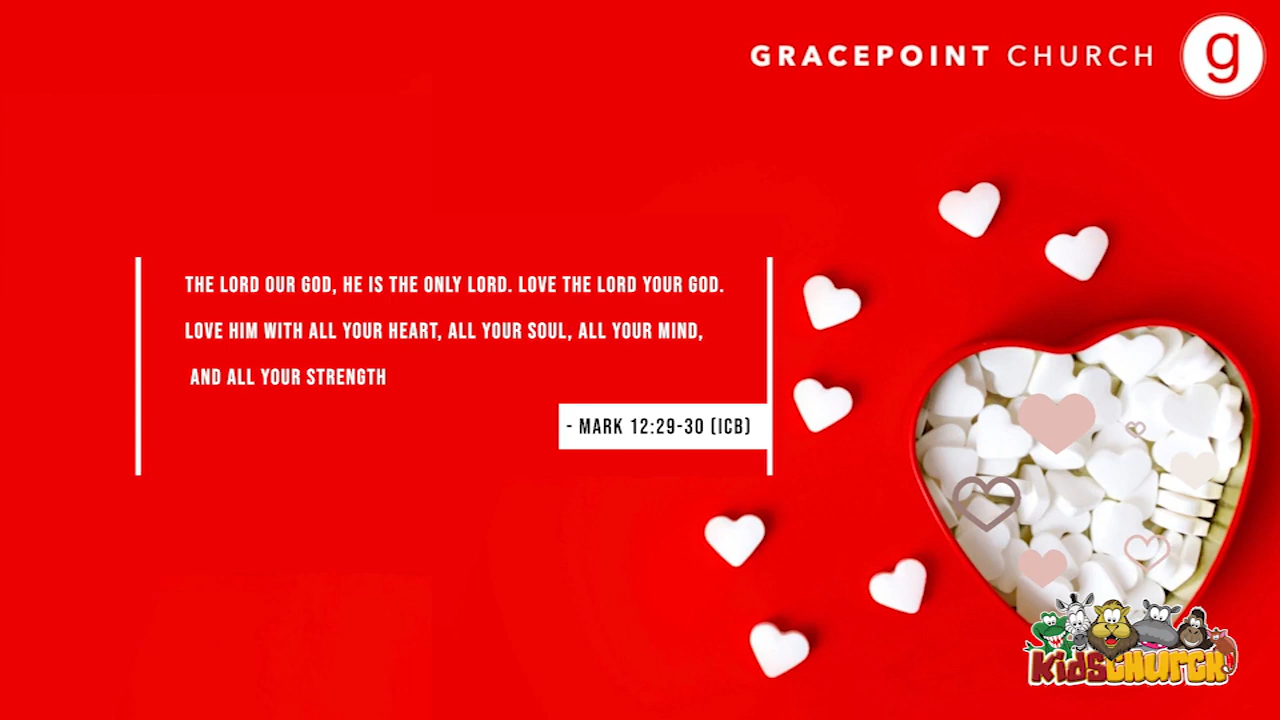 GRACEPOINT CHURCH
g
THE LORD OUR GOD, HE IS THE ONLY LORD. LOVE THE LORD YOUR GOD.
LOVE HIM WITH ALL YOUR HEART, ALL YOUR SOUL, ALL YOUR MIND,
AND ALL YOUR STRENGTH
- MARK 12:29-30 (ICB)
KidsCHURCH